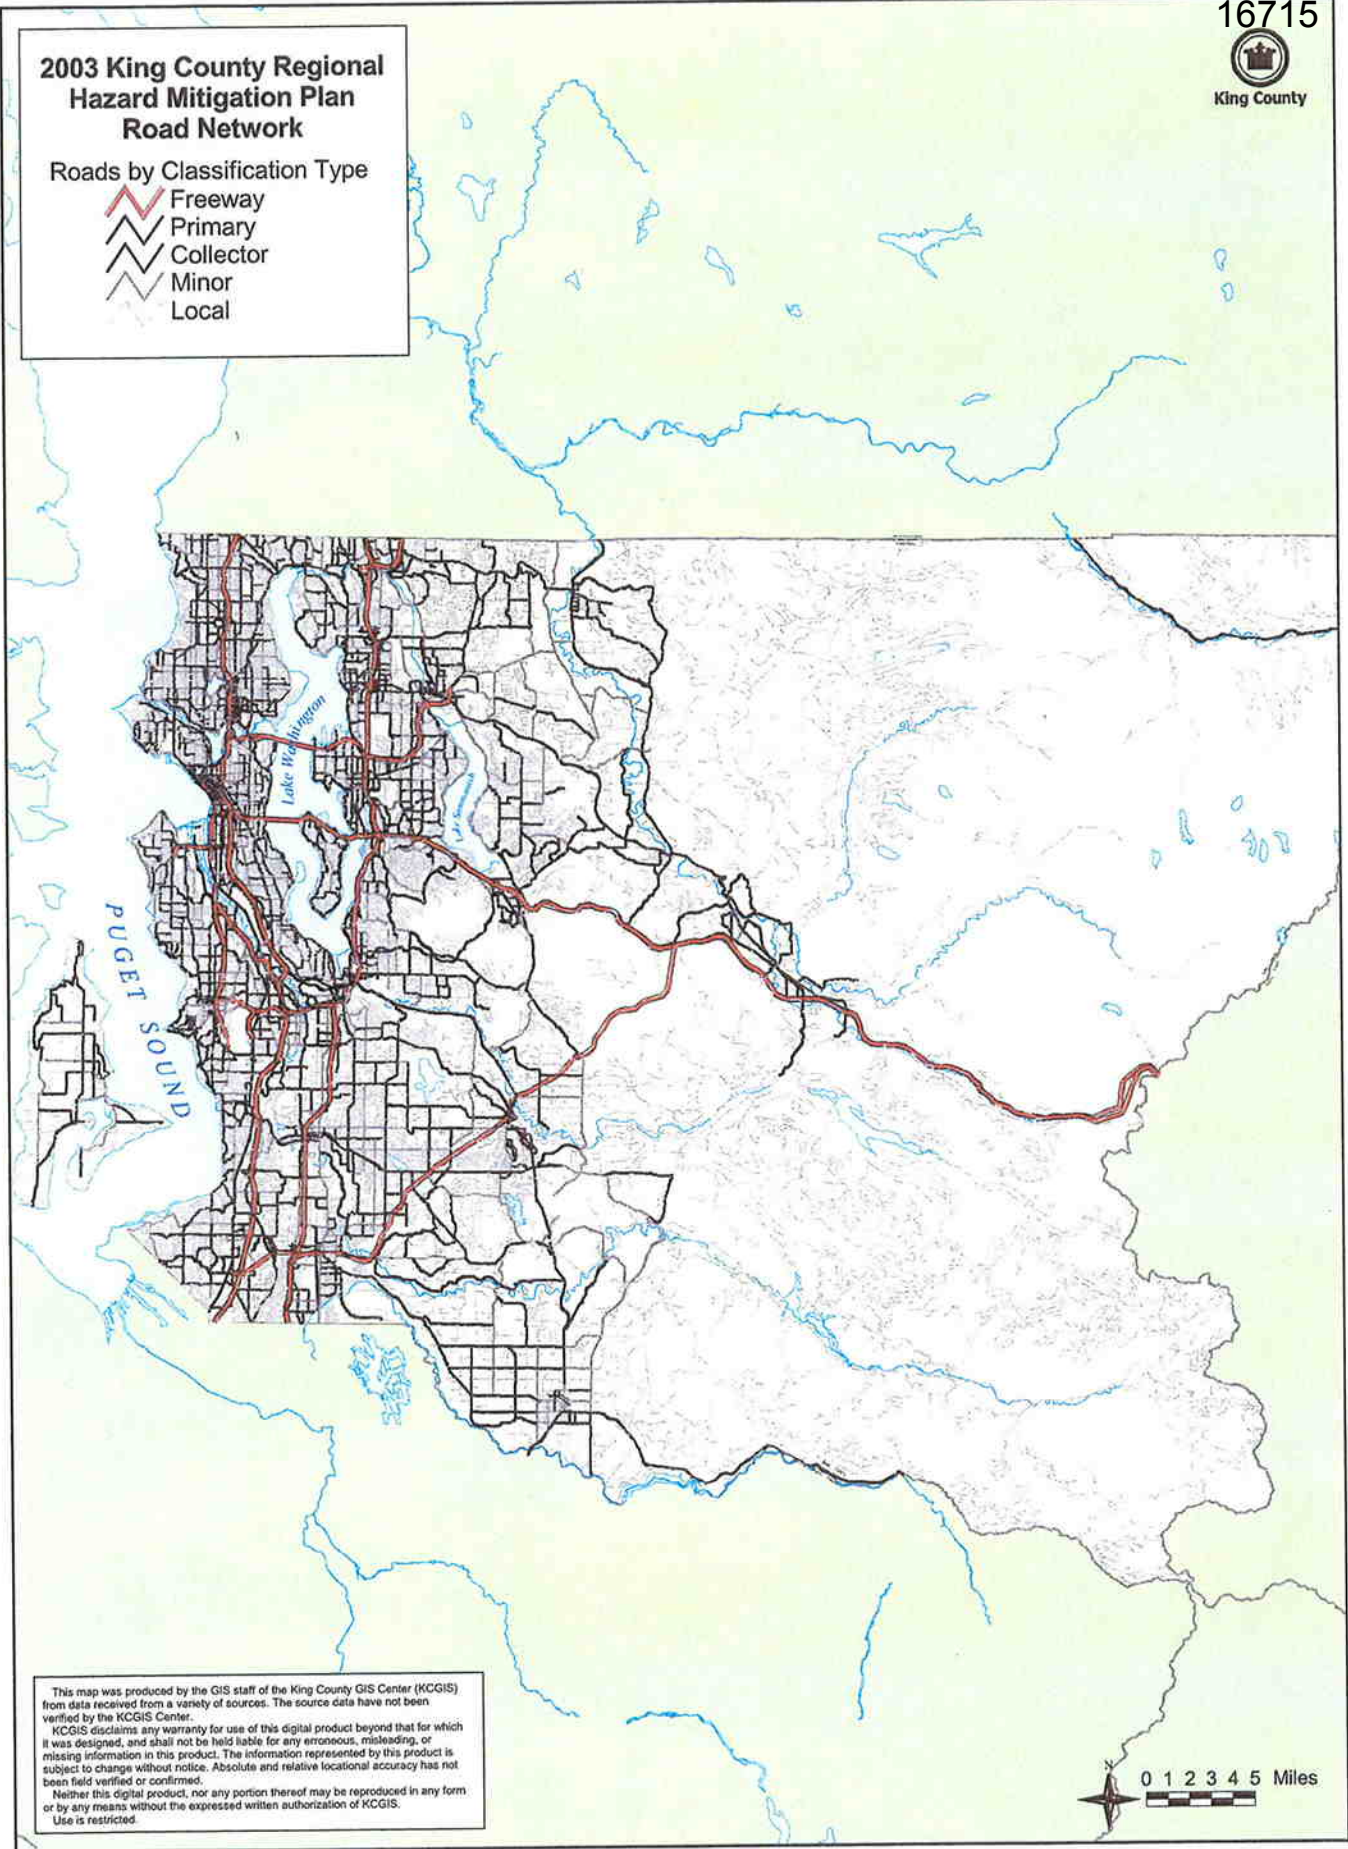 16715
King County
2003 King County Regional
Hazard Mitigation Plan
Road Network
Roads by Classification Type
Freeway
Primary
Collector
Minor
Local
Lake Washington
Lake Sammamish
PUGET SOUND
This map was produced by the GIS staff of the King County GIS Center (KCGIS)
from data received from a variety of sources. The source data have not been
verified by the KCGIS Center.
KCGIS disclaims any warranty for use of this digital product beyond that for which
it was designed, and shall not be held liable for any erroneous, misleading, or
missing information in this product. The information represented by this product is
subject to change without notice. Absolute and relative locational accuracy has not
been field verified or confirmed.
Neither this digital product, nor any portion thereof may be reproduced in any form
or by any means without the expressed written authorization of KCGIS.
Use is restricted.
N
0 1 2 3 4 5 Miles